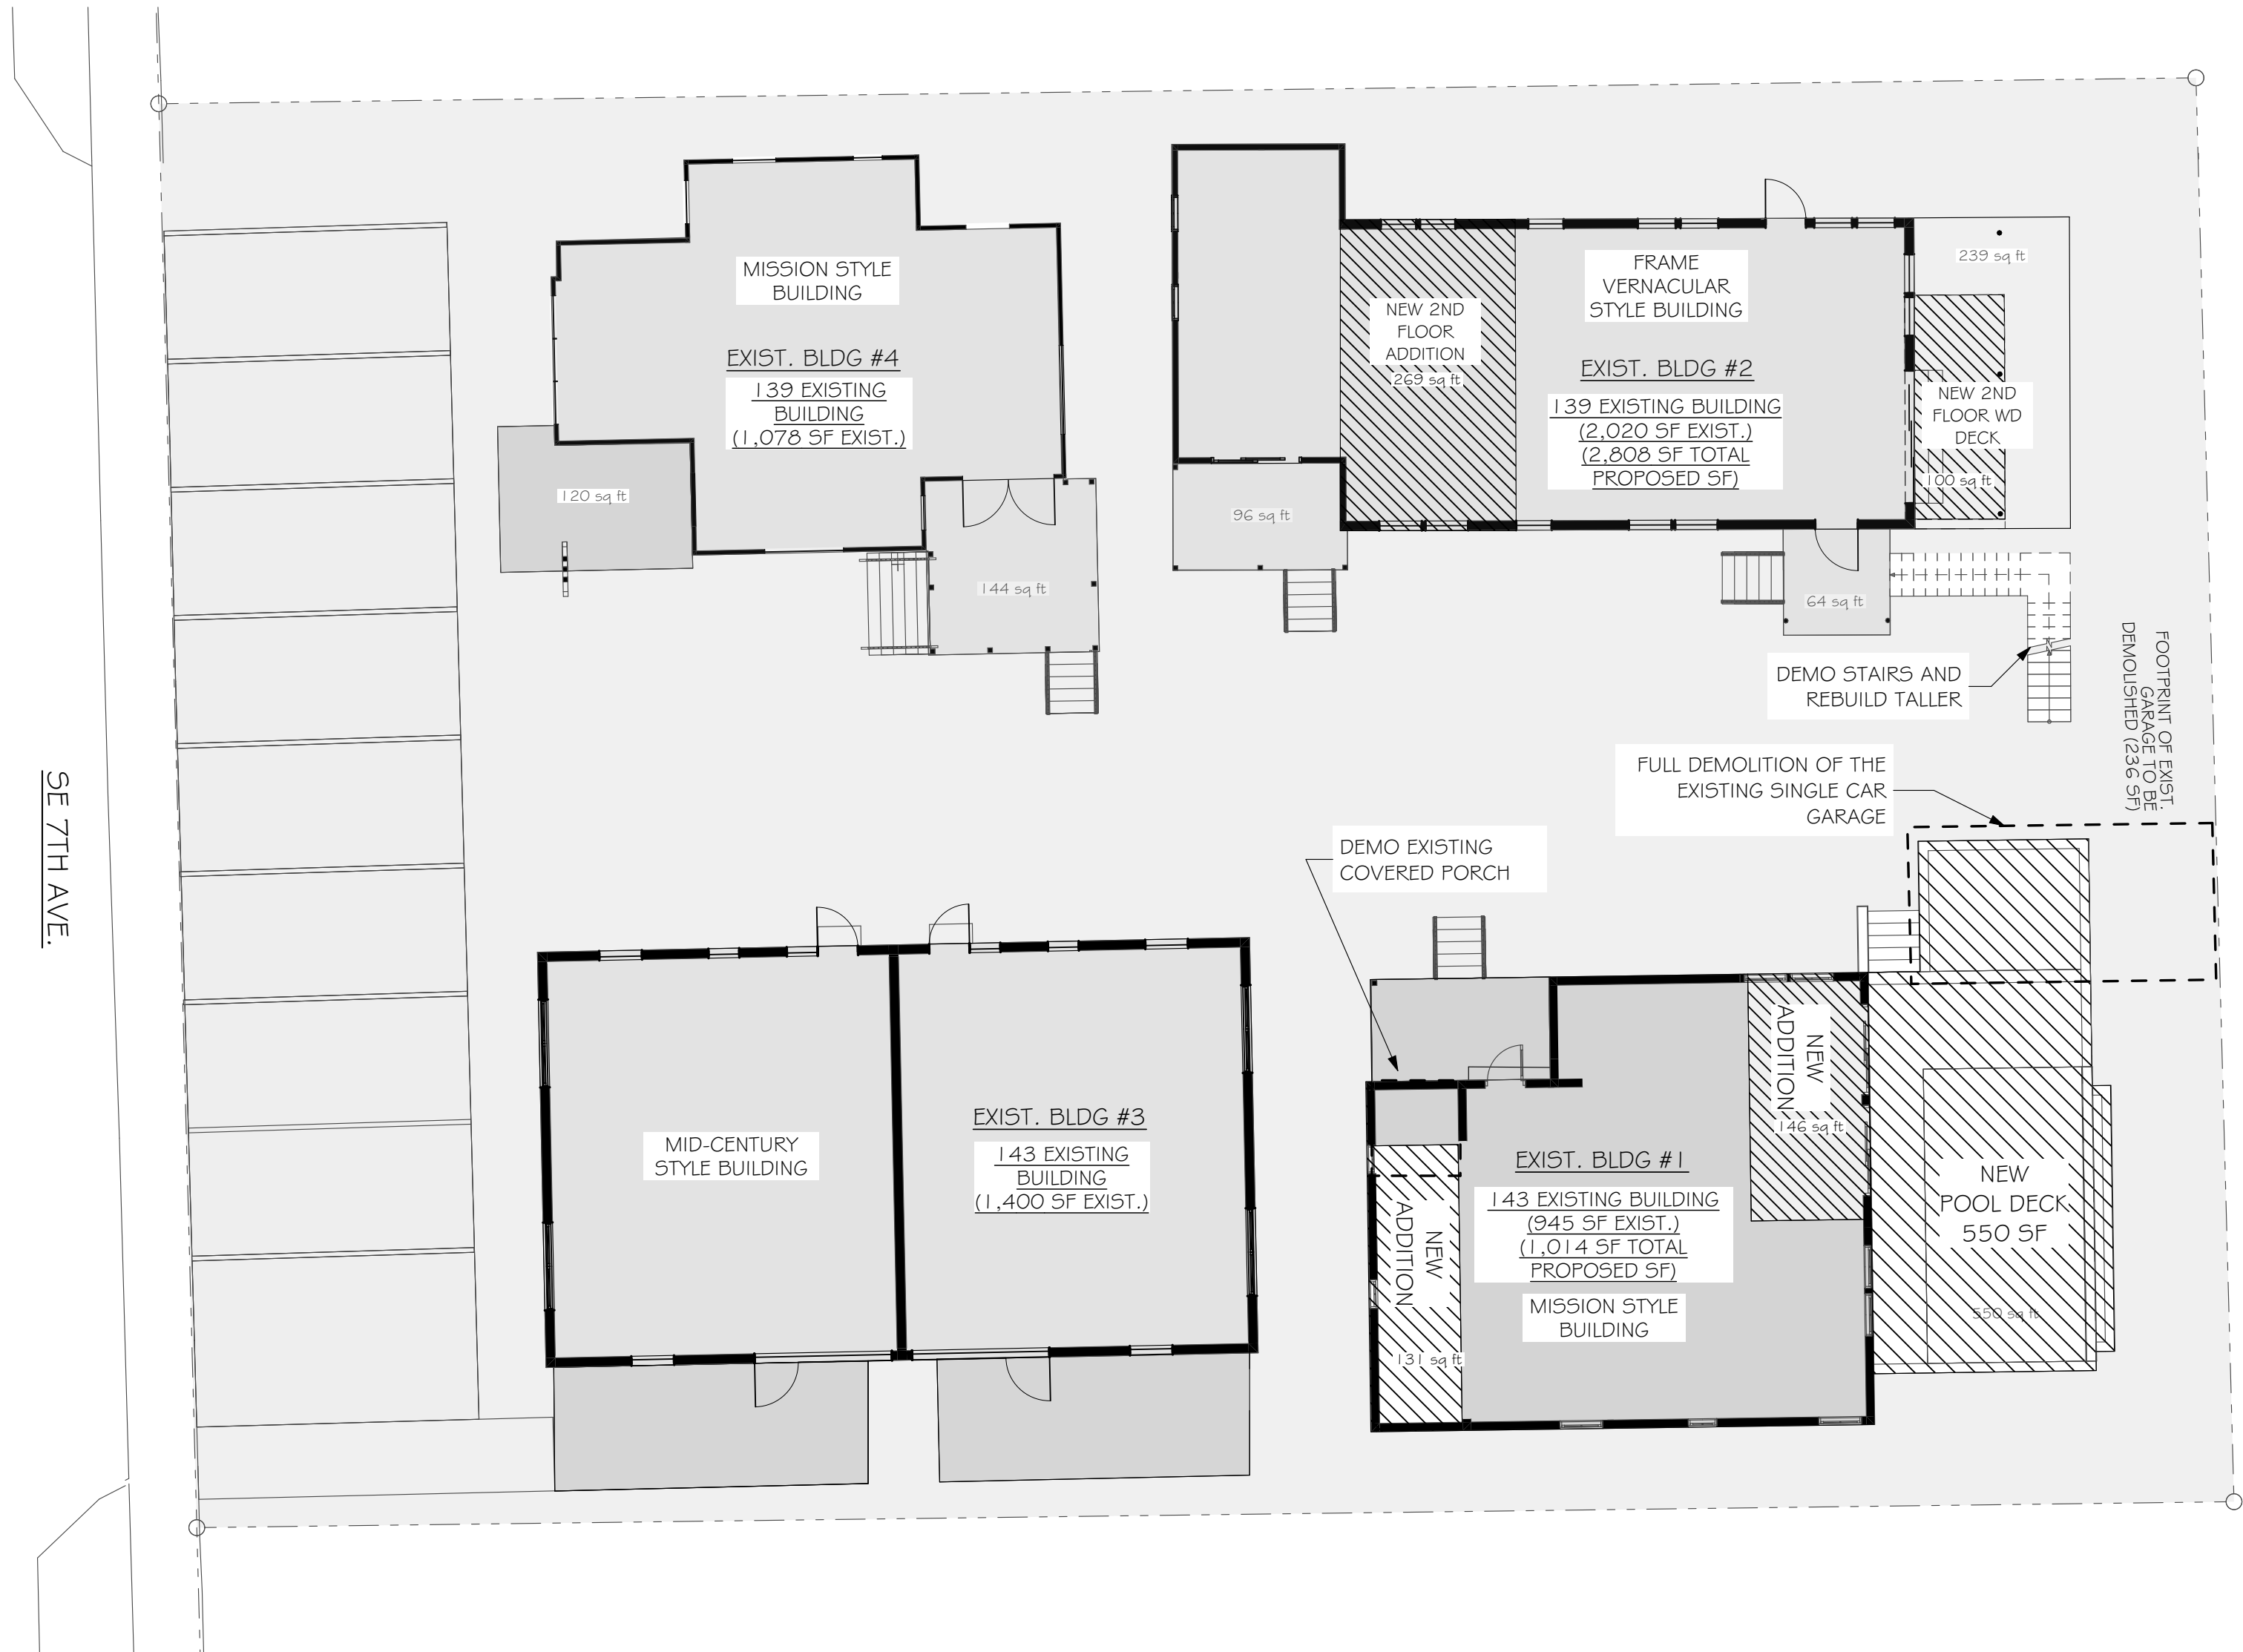 MISSION STYLE
BUILDING
EXIST. BLDG #4
139 EXISTING
BUILDING
(1,078 SF EXIST.)
120 sq ft
144 sq ft
NEW 2ND
FLOOR
ADDITION
269 sq ft
FRAME
VERNACULAR
STYLE BUILDING
EXIST. BLDG #2
139 EXISTING BUILDING
(2,020 SF EXIST.)
(2,808 SF TOTAL
PROPOSED SF)
239 sq ft
NEW 2ND
FLOOR WD
DECK
100 sq ft
96 sq ft
64 sq ft
DEMO STAIRS AND
REBUILD TALLER
FOOTPRINT OF EXIST.
GARAGE TO BE
DEMOLISHED (236 SF)
FULL DEMOLITION OF THE
EXISTING SINGLE CAR
GARAGE
DEMO EXISTING
COVERED PORCH
SE 7TH AVE.
MID-CENTURY
STYLE BUILDING
EXIST. BLDG #3
143 EXISTING
BUILDING
(1,400 SF EXIST.)
NEW
ADDITION
146 sq ft
EXIST. BLDG #1
143 EXISTING BUILDING
(945 SF EXIST.)
(1,014 SF TOTAL
PROPOSED SF)
MISSION STYLE
BUILDING
NEW
ADDITION
131 sq ft
NEW
POOL DECK
550 SF
550 sq ft